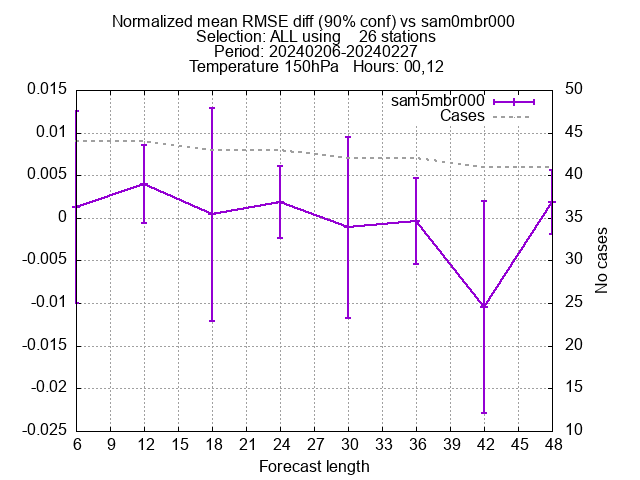 Normalized mean RMSE diff (90% conf) vs sam0mbr000
Selection: ALL using    26 stations
Period: 20240206-20240227
Temperature 150hPa   Hours: 00,12
sam5mbr000
Cases
0.015
0.01
0.005
0
-0.005
-0.01
-0.015
-0.02
-0.025
50
45
40
35
30
25
20
15
10
No cases
6 9 12 15 18 21 24 27 30 33 36 39 42 45 48
Forecast length